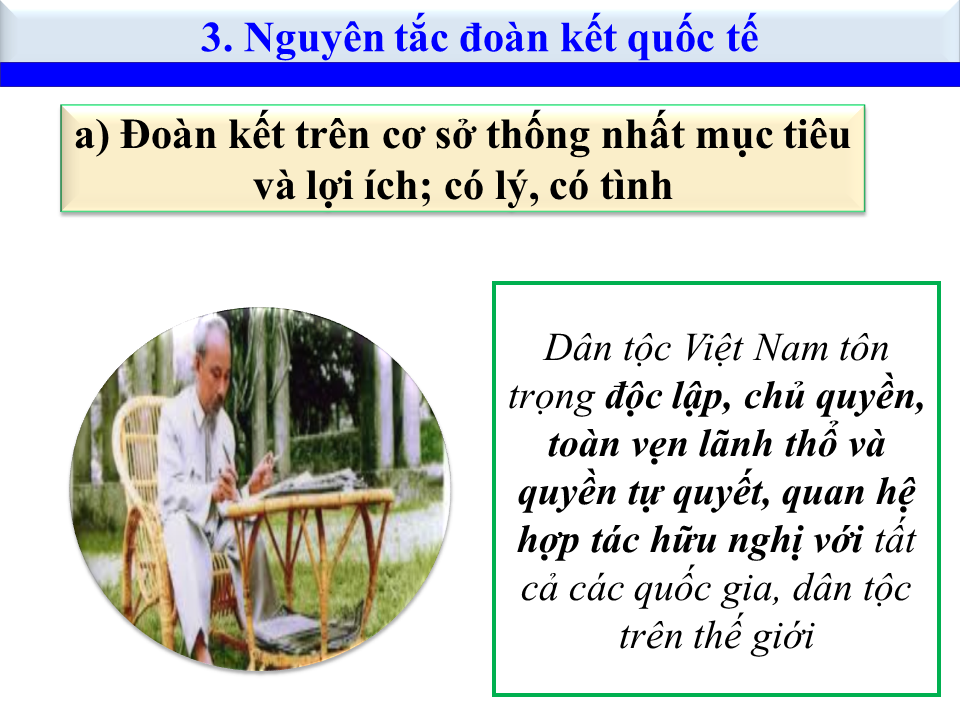 3. Nguyên tắc đoàn kết quốc tế
a) Đoàn kết trên cơ sở thống nhất mục tiêu
và lợi ích; có lý, có tình
Dân tộc Việt Nam tôn
trọng độc lập, chủ quyền,
toàn vẹn lãnh thổ và
quyền tự quyết, quan hệ
hợp tác hữu nghị với tất
cả các quốc gia, dân tộc
trên thế giới